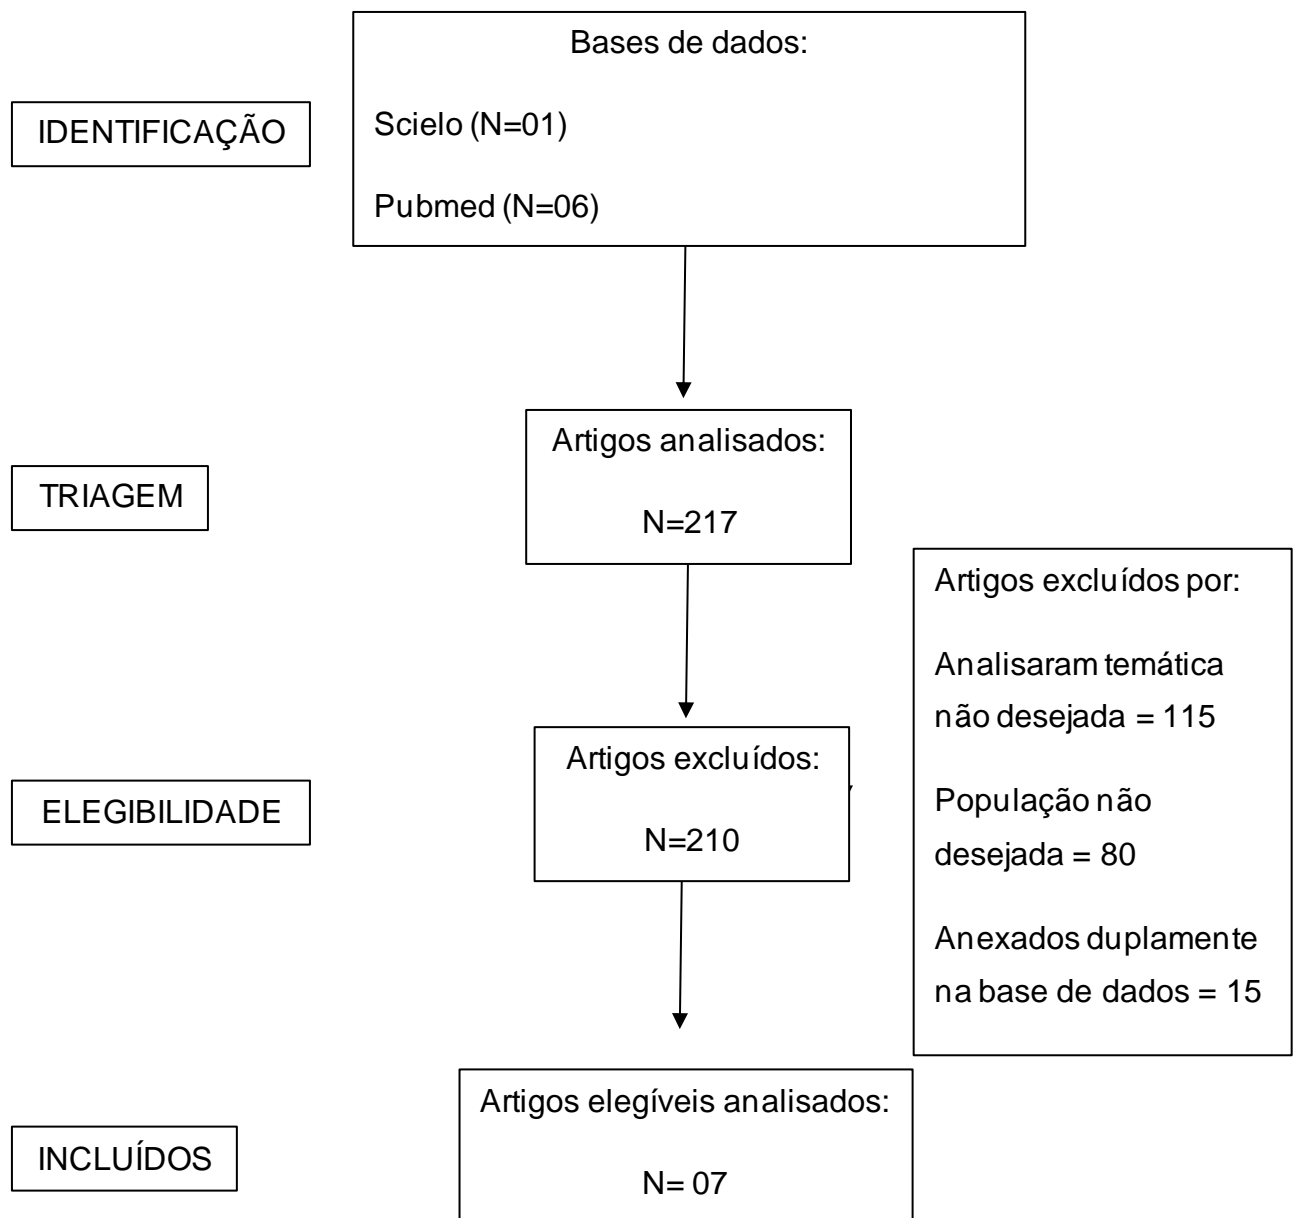 Bases de dados:
IDENTIFICAÇÃO
Scielo (N=01)
Pubmed (N=06)
Artigos analisados:
TRIAGEM
N=217
Artigos excluídos por:
Analisaram temática
não desejada = 115
População não
desejada = 80
Anexados duplamente
na base de dados = 15
Artigos excluídos:
ELEGIBILIDADE
N=210
Artigos elegíveis analisados:
INCLUÍDOS
N= 07